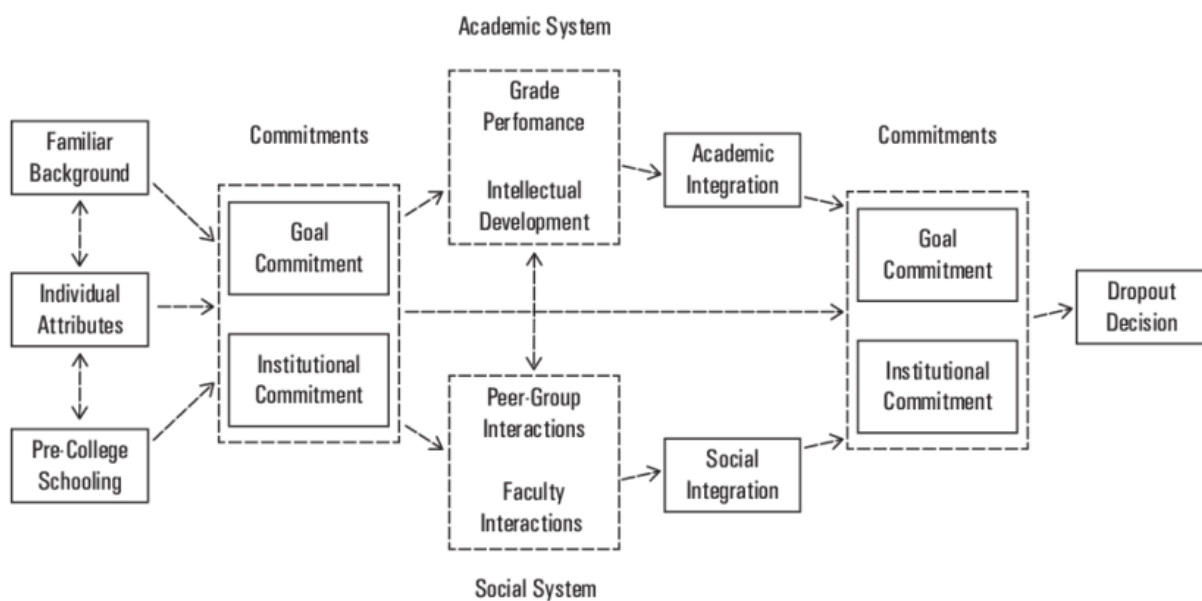 Academic System
Grade
Perfomance
Intellectual
Development
Familiar
Background
Individual
Attributes
Pre-College
Schooling
Commitments
Goal
Commitment
Institutional
Commitment
Peer-Group
Interactions
Faculty
Interactions
Social System
Academic
Integration
Social
Integration
Commitments
Goal
Commitment
Institutional
Commitment
Dropout
Decision